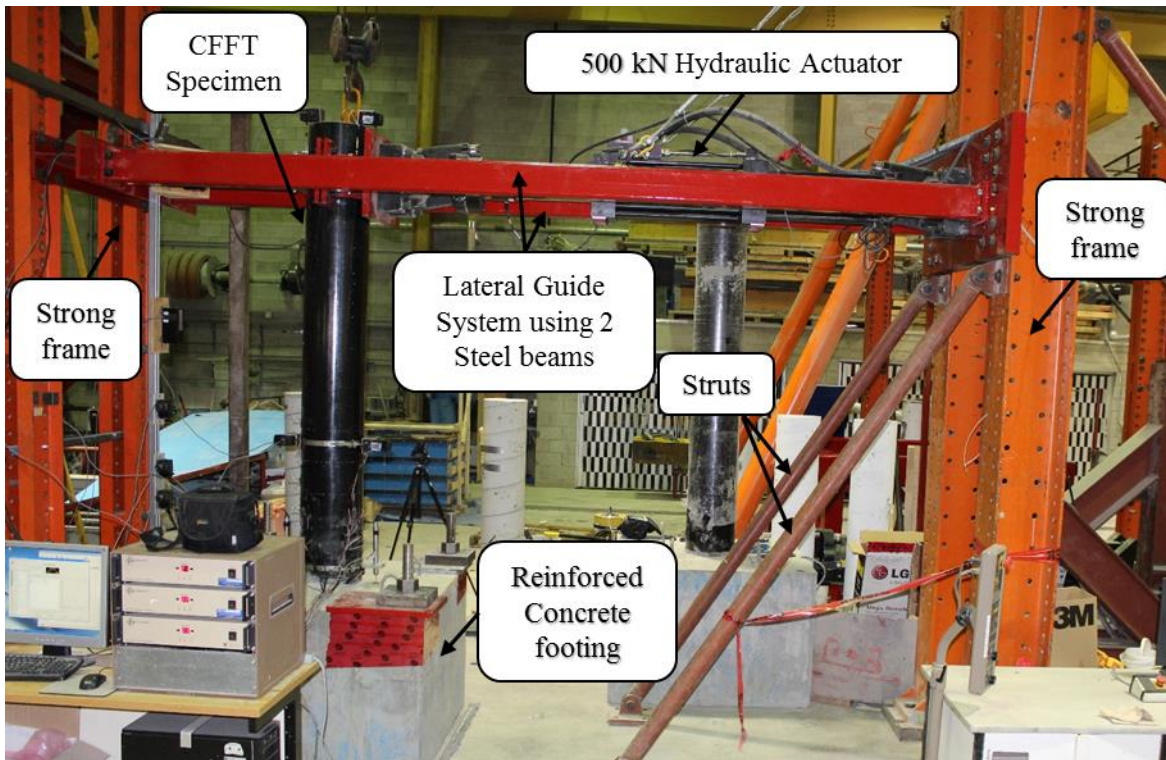 CFFT
Specimen
500 kN Hydraulic Actuator
Strong
frame
Lateral Guide
System using 2
Steel beams
Strong
frame
Struts
Reinforced
Concrete
footing
LG
3M